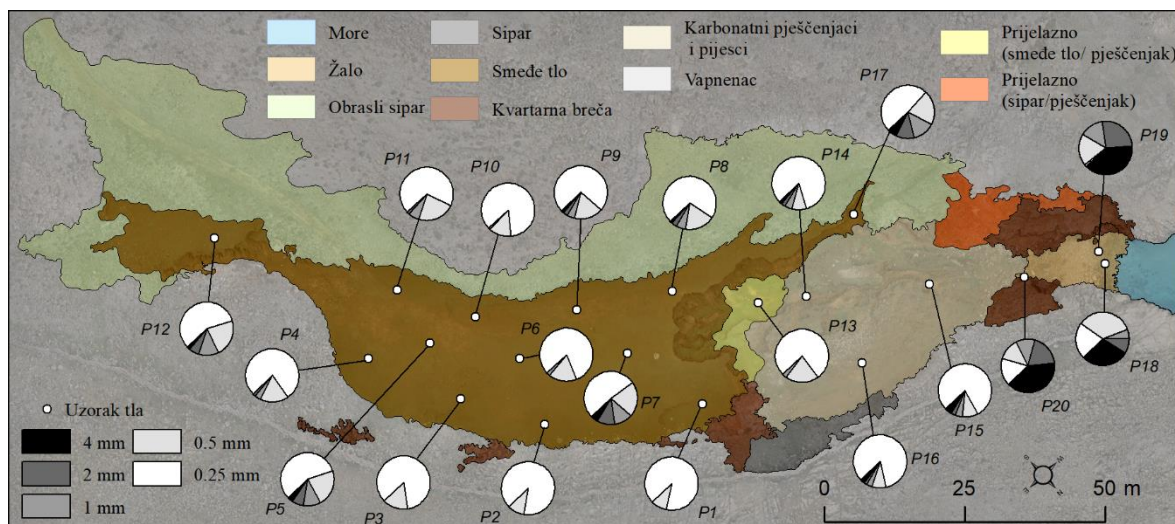 More
Žalo
Obrasli sipar
Sipar
Smeđe tlo
Kvartarna breča
Karbonatni pješčenjaci
i pijesci
Vapnenac
Prijelazno
(smeđe tlo/ pješčenjak)
Prijelazno
(sipar/pješčenjak)
P17
P19
P11
P10
P9
P8
P14
P12
P4
P6
P7
P13
P18
P20
P15
P16
P5
P3
P2
P1
Uzorak tla
4 mm
0.5 mm
2 mm
0.25 mm
1 mm
0
25
50 m